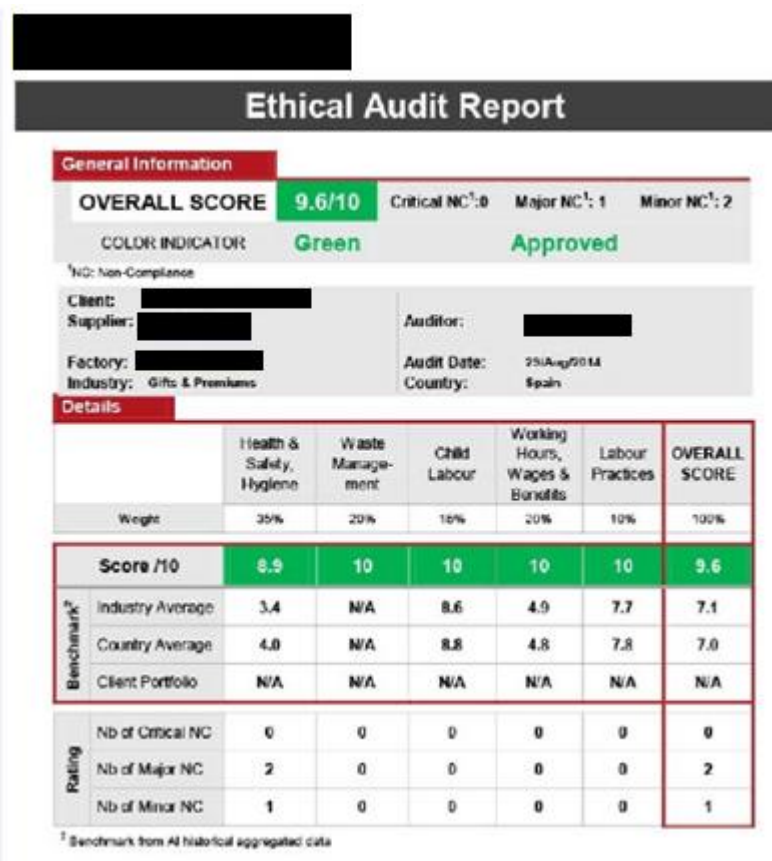 Ethical Audit Report
General Information
OVERALL SCORE 9.6/10 Critical NC¹:0 Major NC¹: 1 Minor NC¹: 2
COLOR INDICATOR Green Approved
¹NC: Non-Compliance
Client:
Supplier: Auditor:
Factory: Audit Date:
Industry: Gifts & Premiums Country: Spain
Details
Health & Safety, Hygiene
Waste Manage-ment
Child Labour
Working Hours, Wages & Benefits
Labour Practices
OVERALL SCORE
Weight 35% 20% 20% 10% 100%
Score /10 8.9 10 10 10 10 9.6
Benchmark²
Industry Average 3.4 N/A 8.6 4.9 7.7 7.1
Country Average 4.0 N/A 8.8 4.8 7.8 7.0
Client Portfolio N/A N/A N/A N/A N/A N/A
Rating
Nb of Critical NC 0 0 0 0 0 0
Nb of Major NC 2 0 0 0 0 2
Nb of Minor NC 1 0 0 0 0 1
² Benchmark from AI historical aggregated data